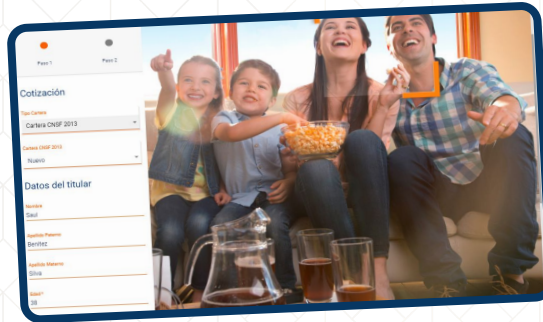 Paso 1
Paso 2
Cotización
Tipo Cartera
Cartera CNSF 2013
Cartera CNSF 2013
Nuevo
Datos del titular
Nombre
Saul
Apellido Paterno
Benitez
Apellido Materno
Silva
Edad*
38